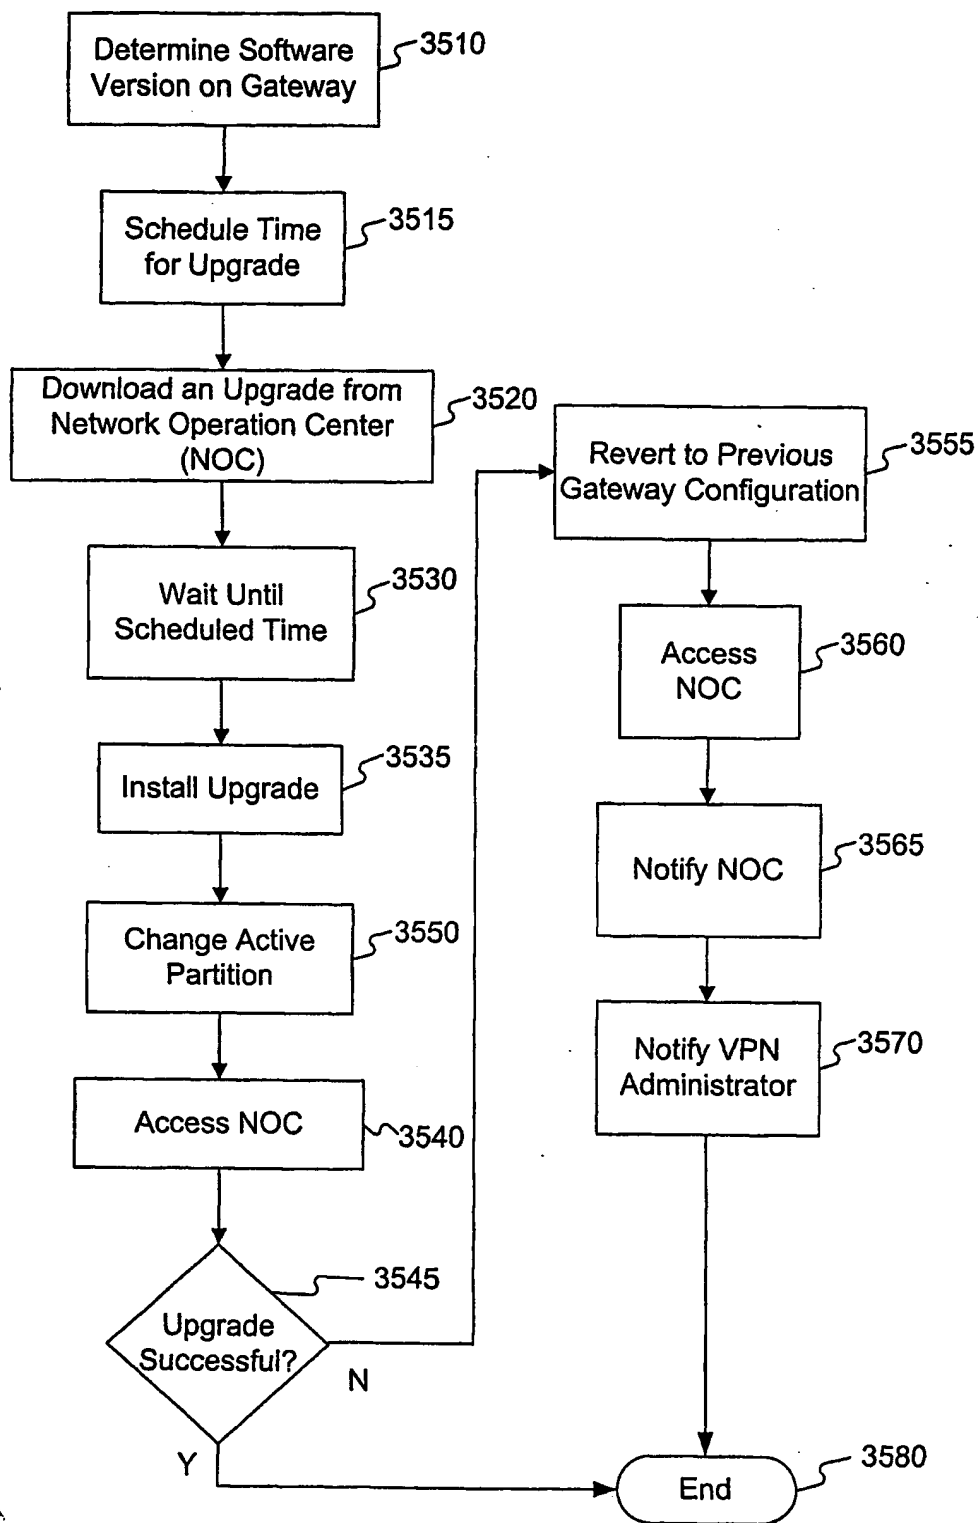 Determine Software
Version on Gateway
3510
Schedule Time
for Upgrade
3515
Download an Upgrade from
Network Operation Center
(NOC)
3520
Wait Until
Scheduled Time
3530
Install Upgrade
3535
Change Active
Partition
3550
Access NOC
3540
Upgrade
Successful?
3545
N
Y
Revert to Previous
Gateway Configuration
3555
Access
NOC
3560
Notify NOC
3565
Notify VPN
Administrator
3570
End
3580